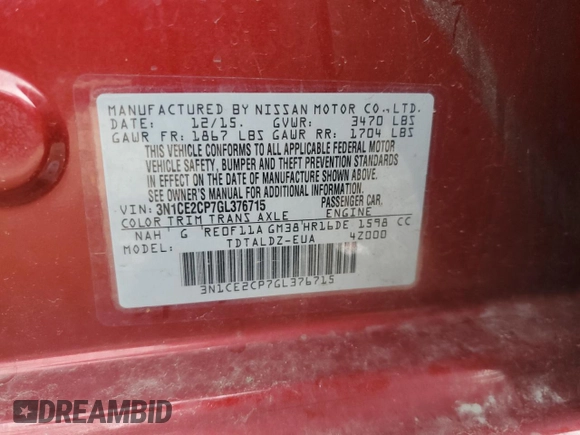 MANUFACTURED BY NISSAN MOTOR CO.,LTD.
DATE: 12/15. GVWR: 3470 LBS
GAWR FR: 1867 LBS GAWR RR: 1704 LBS
THIS VEHICLE CONFORMS TO ALL APPLICABLE FEDERAL MOTOR
VEHICLE SAFETY, BUMPER AND THEFT PREVENTION STANDARDS
IN EFFECT ON THE DATE OF MANUFACTURE SHOWN ABOVE.
SEE OWNER'S MANUAL FOR ADDITIONAL INFORMATION.
VIN: 3N1CE2CP7GL376715 PASSENGER CAR,
COLOR TRIM TRANS AXLE ENGINE
NAH G RE0F11A GM38 HR16DE 1598 CC
MODEL: TDTALDZ-EUA 42000
3N1CE2CP7GL376715
DREAMBID